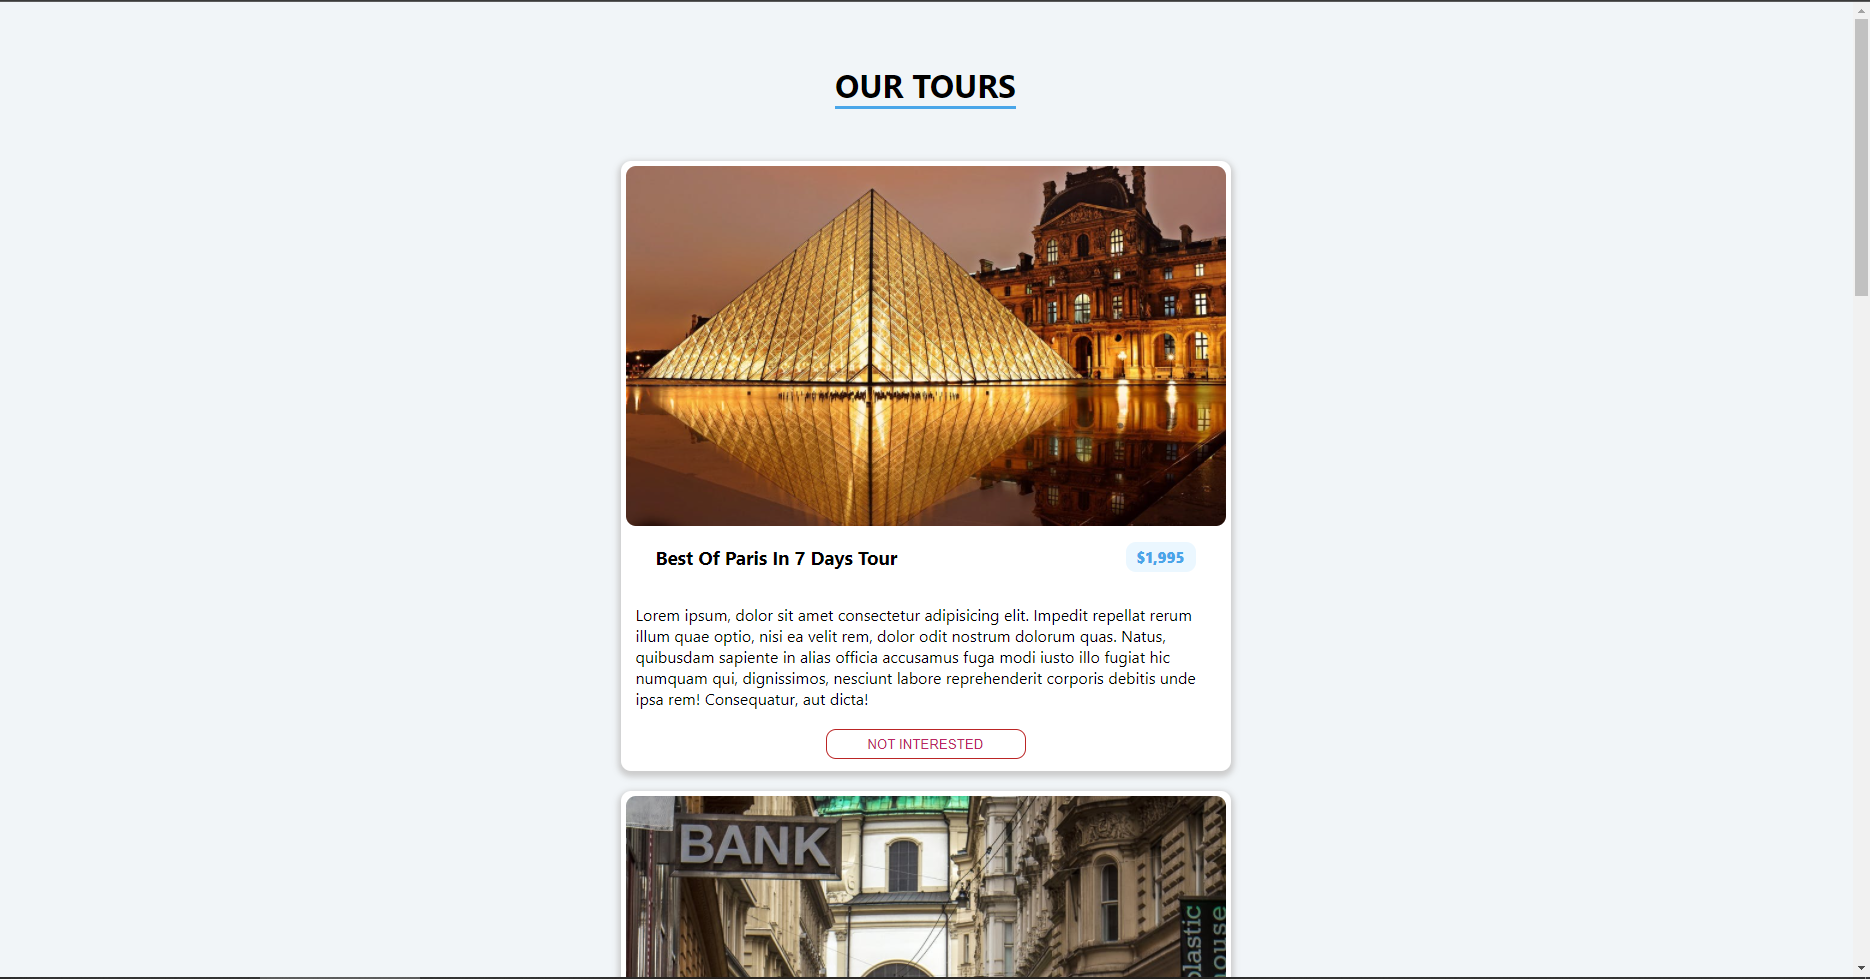 OUR TOURS
Best Of Paris In 7 Days Tour
$1,995
Lorem ipsum, dolor sit amet consectetur adipisicing elit. Impedit repellat rerum
illum quae optio, nisi ea velit rem, dolor odit nostrum dolorum quas. Natus,
quibusdam sapiente in alias officia accusamus fuga modi iusto illo fugiat hic
numquam qui, dignissimos, nesciunt labore reprehenderit corporis debitis unde
ipsa rem! Consequatur, aut dicta!
NOT INTERESTED
BANK
plastic